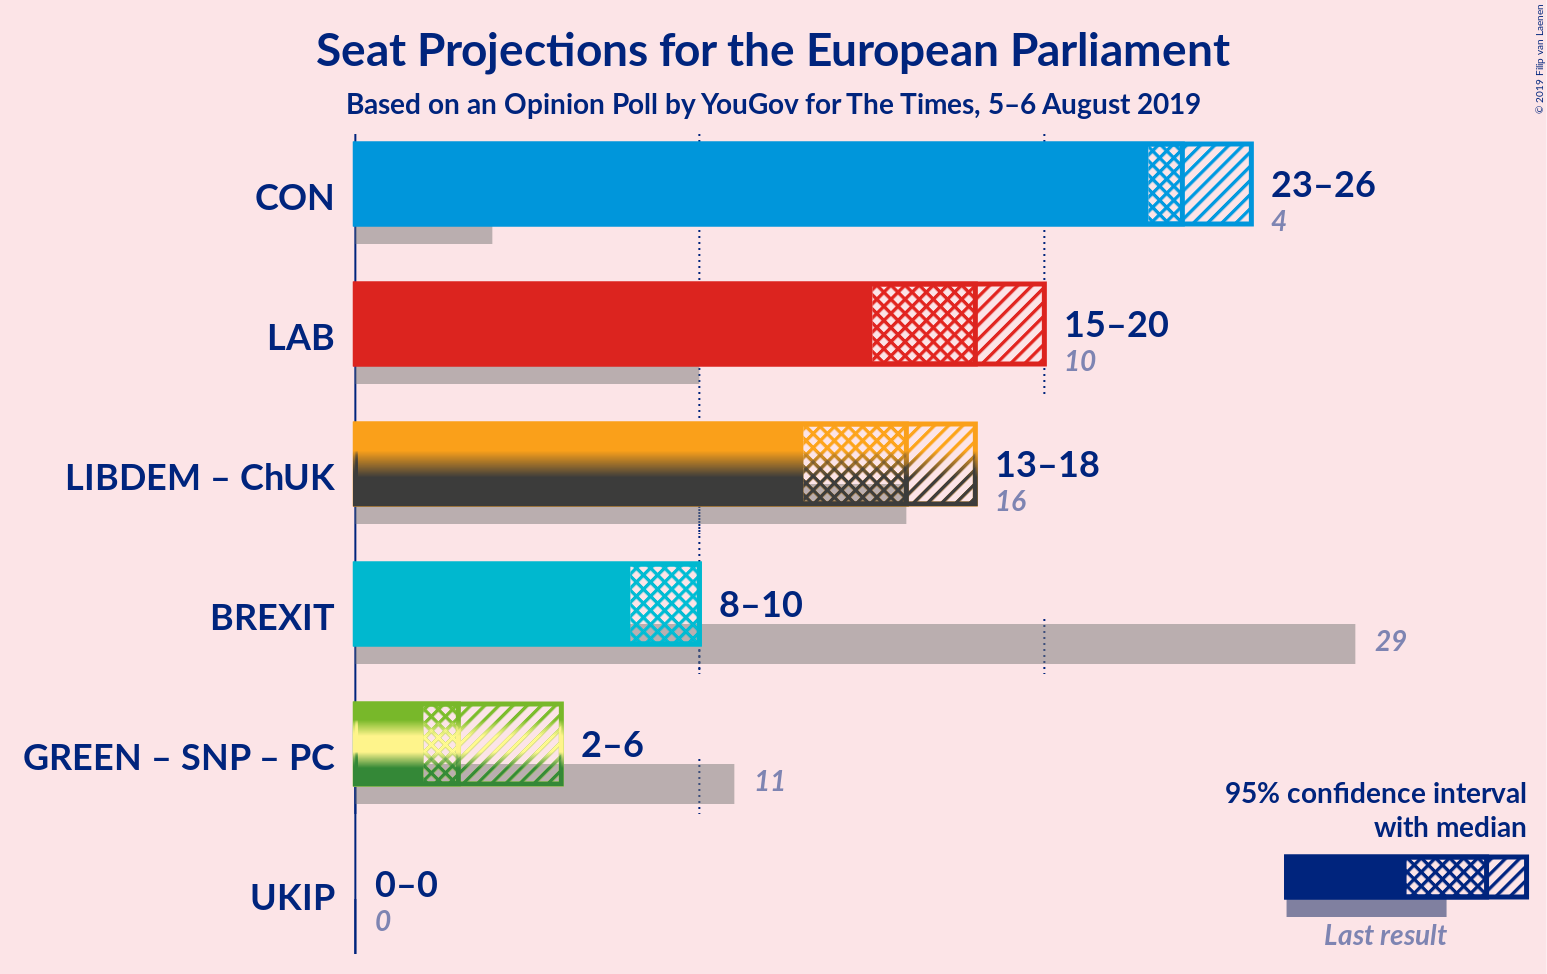 Seat Projections for the European Parliament
Based on an Opinion Poll by YouGov for The Times, 5–6 August 2019
© 2019 Filip van Laenen
CON
23–26
4
LAB
15–20
10
LIBDEM – ChUK
13–18
16
BREXIT
8–10
29
GREEN – SNP – PC
2–6
11
UKIP
0–0
0
95% confidence interval
with median
Last result